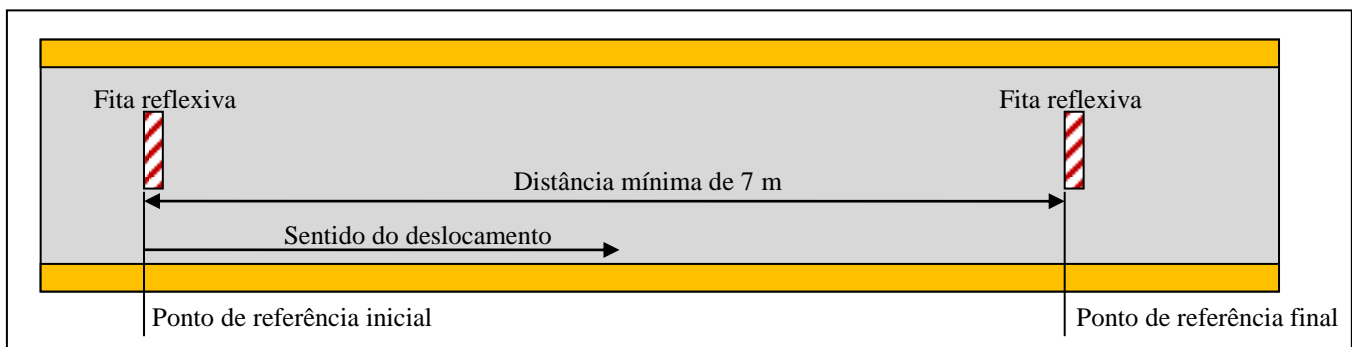 Fita reflexiva
Fita reflexiva
Distância mínima de 7 m
Sentido do deslocamento
Ponto de referência inicial
Ponto de referência final